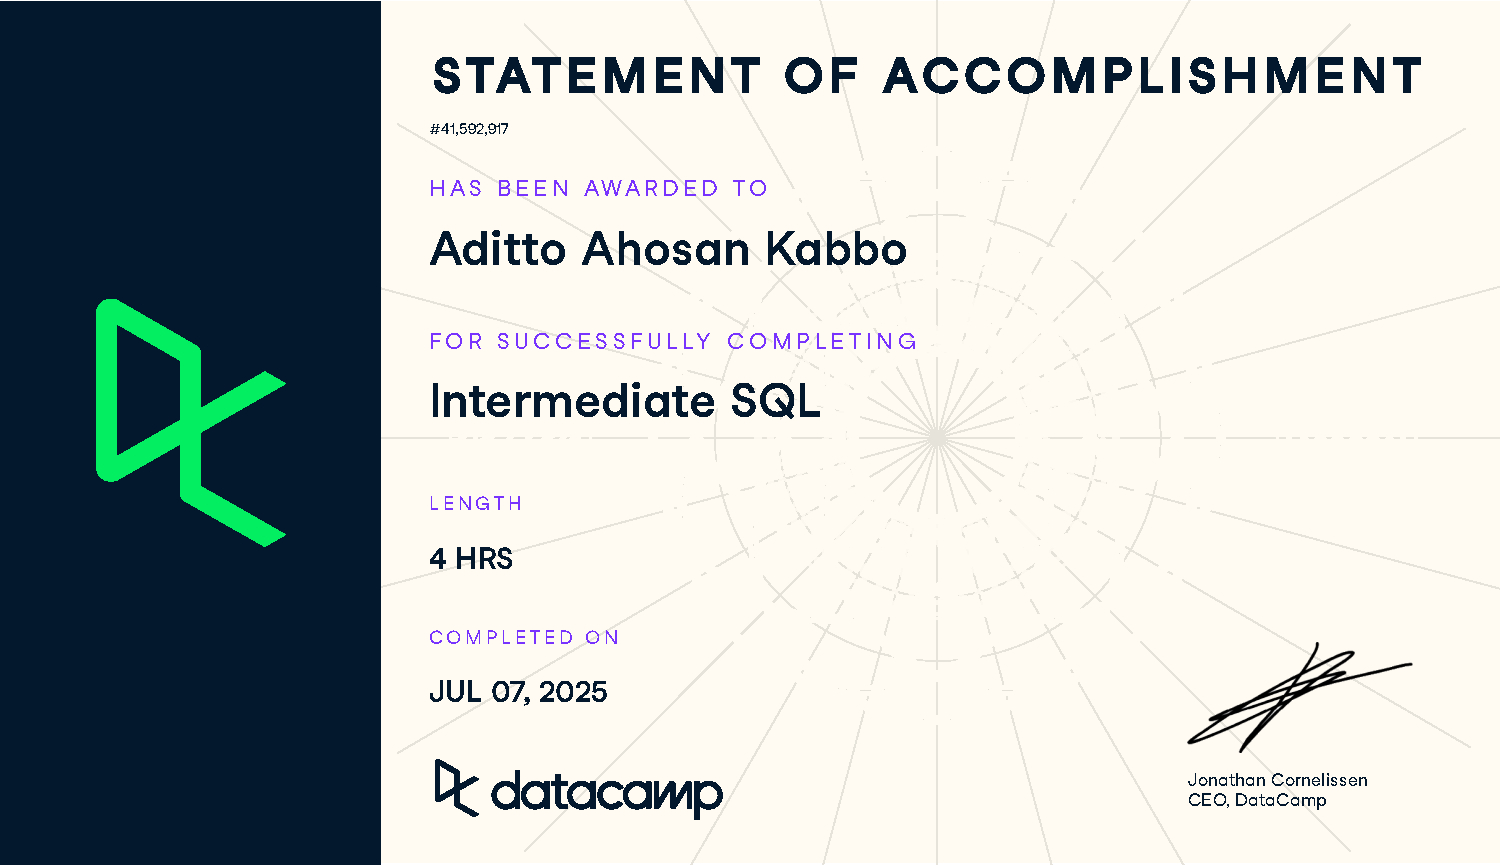 STATEMENT OF ACCOMPLISHMENT
#41,592,917
HAS BEEN AWARDED TO
Aditto Ahosan Kabbo
FOR SUCCESSFULLY COMPLETING
Intermediate SQL
LENGTH
4 HRS
COMPLETED ON
JUL 07, 2025
datacamp
Jonathan Cornelissen
CEO, DataCamp